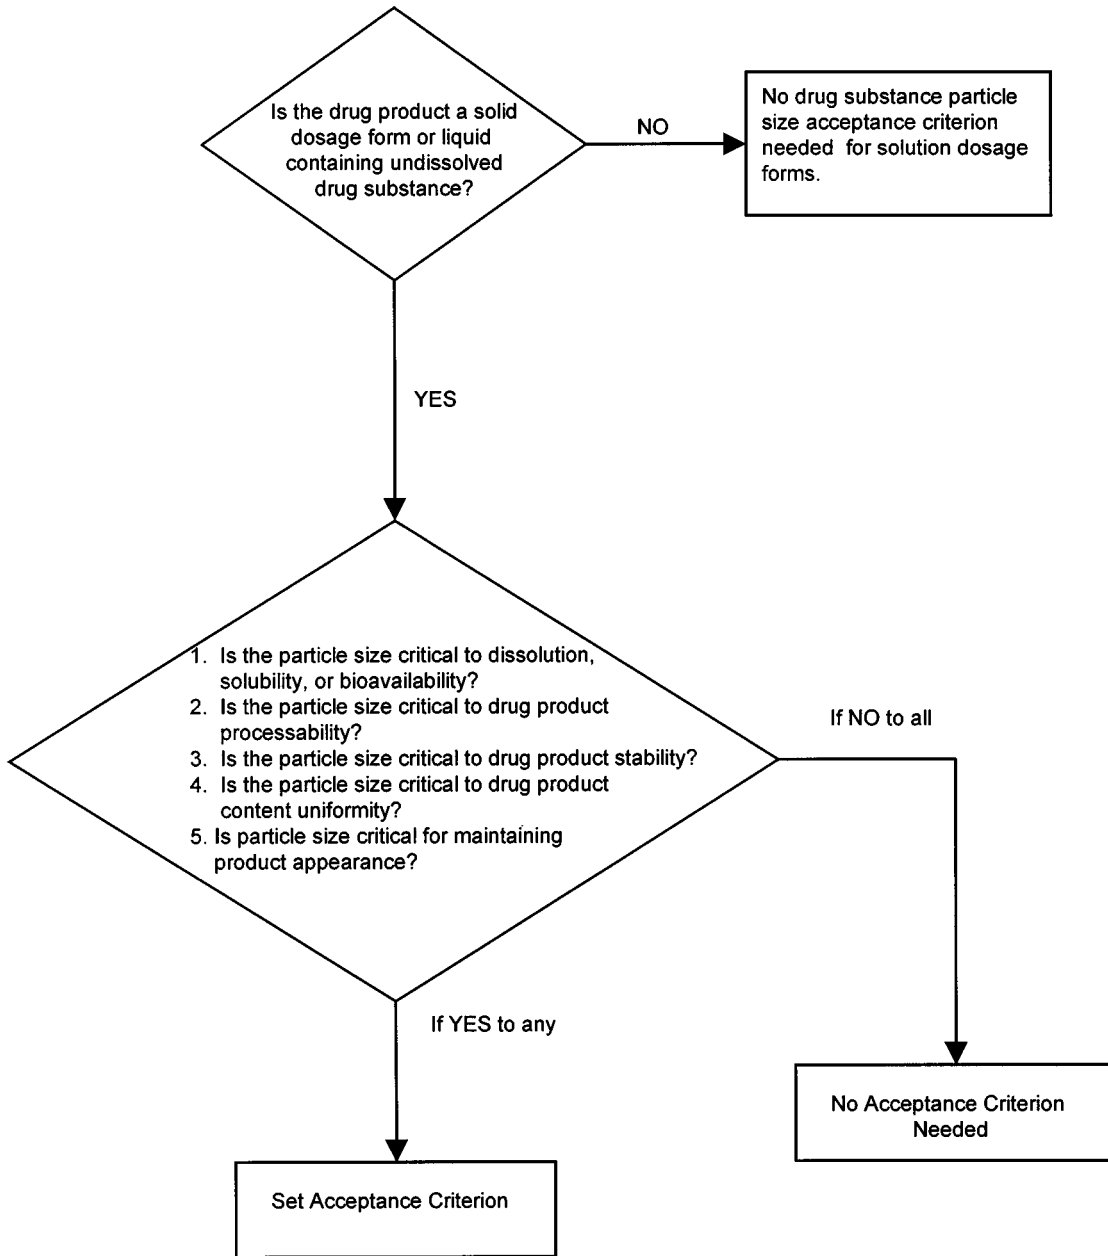 Is the drug product a solid
dosage form or liquid
containing undissolved
drug substance?
NO
No drug substance particle
size acceptance criterion
needed for solution dosage
forms.
YES
1. Is the particle size critical to dissolution,
solubility, or bioavailability?
2. Is the particle size critical to drug product
processability?
3. Is the particle size critical to drug product stability?
4. Is the particle size critical to drug product
content uniformity?
5. Is particle size critical for maintaining
product appearance?
If NO to all
If YES to any
No Acceptance Criterion
Needed
Set Acceptance Criterion